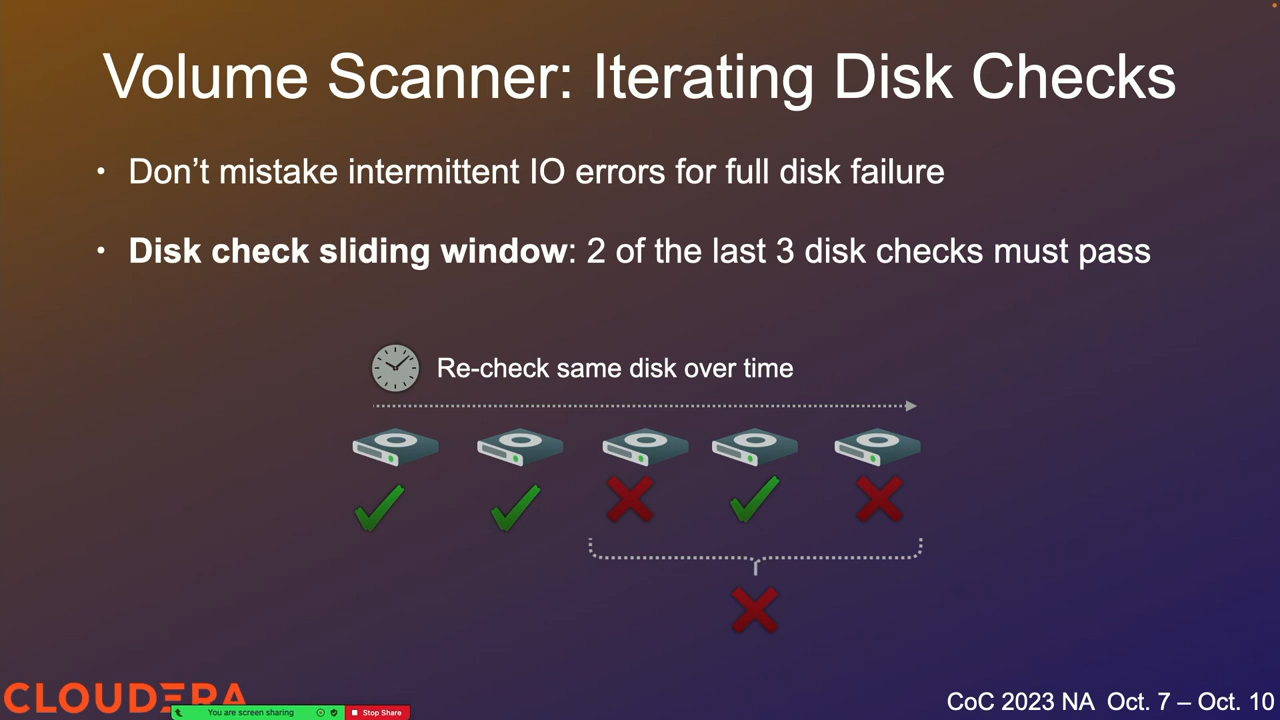 Volume Scanner: Iterating Disk Checks
• Don’t mistake intermittent IO errors for full disk failure
• Disk check sliding window: 2 of the last 3 disk checks must pass
Re-check same disk over time
CLOUDERA
You are screen sharing
Stop Share
CoC 2023 NA Oct. 7 – Oct. 10